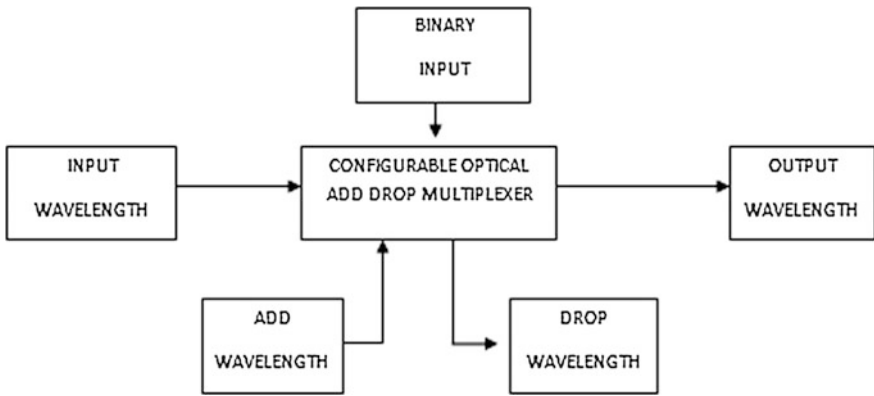 BINARY
INPUT
INPUT
WAVELENGTH
CONFIGURABLE OPTICAL
ADD DROP MULTIPLEXER
OUTPUT
WAVELENGTH
ADD
WAVELENGTH
DROP
WAVELENGTH